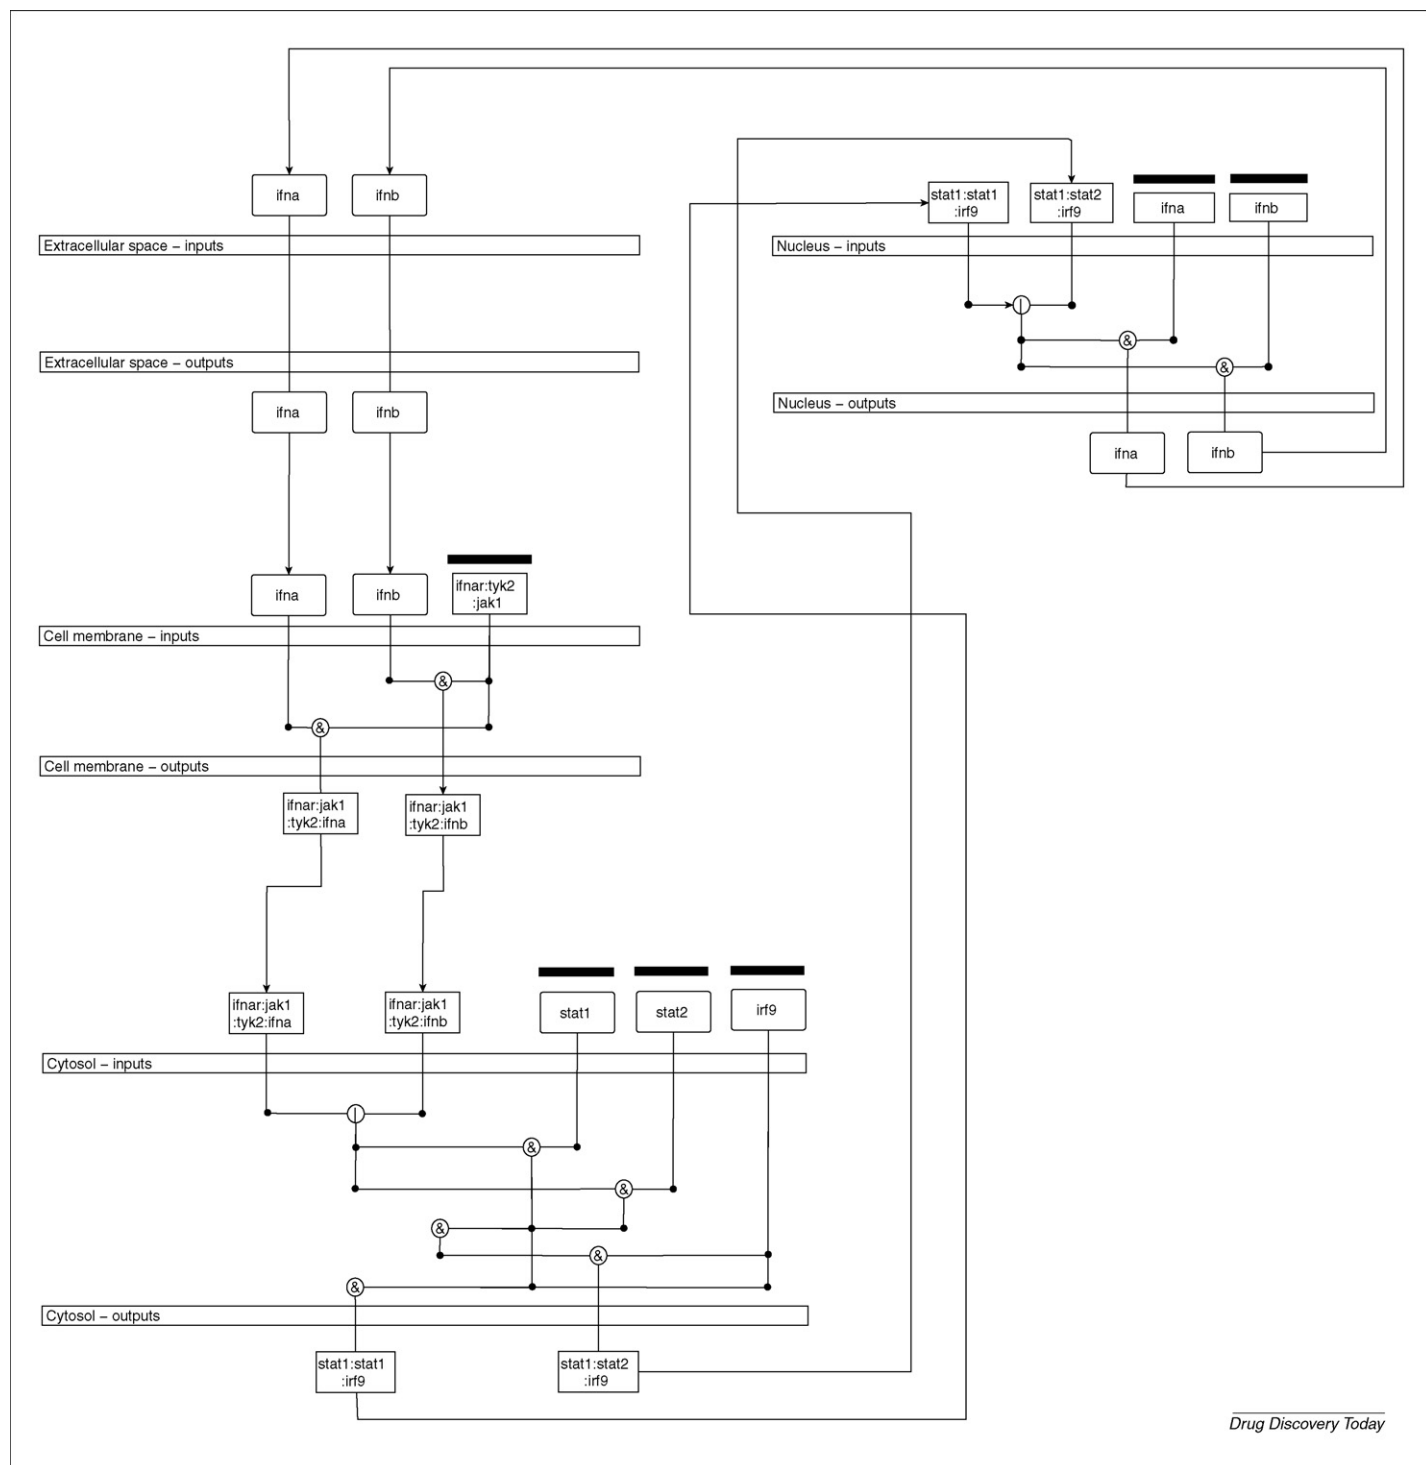 ifna
ifnb
Extracellular space – inputs
Extracellular space – outputs
ifna
ifnb
ifna
ifnb
ifnar:tyk2
:jak1
Cell membrane – inputs
&
&
Cell membrane – outputs
ifnar:jak1
:tyk2:ifna
ifnar:jak1
:tyk2:ifnb
ifnar:jak1
:tyk2:ifna
ifnar:jak1
:tyk2:ifnb
stat1
stat2
irf9
Cytosol – inputs
|
&
&
&
&
&
Cytosol – outputs
stat1:stat1
:irf9
stat1:stat2
:irf9
stat1:stat1
:irf9
stat1:stat2
:irf9
ifna
ifnb
Nucleus – inputs
|
&
&
Nucleus – outputs
ifna
ifnb
Drug Discovery Today